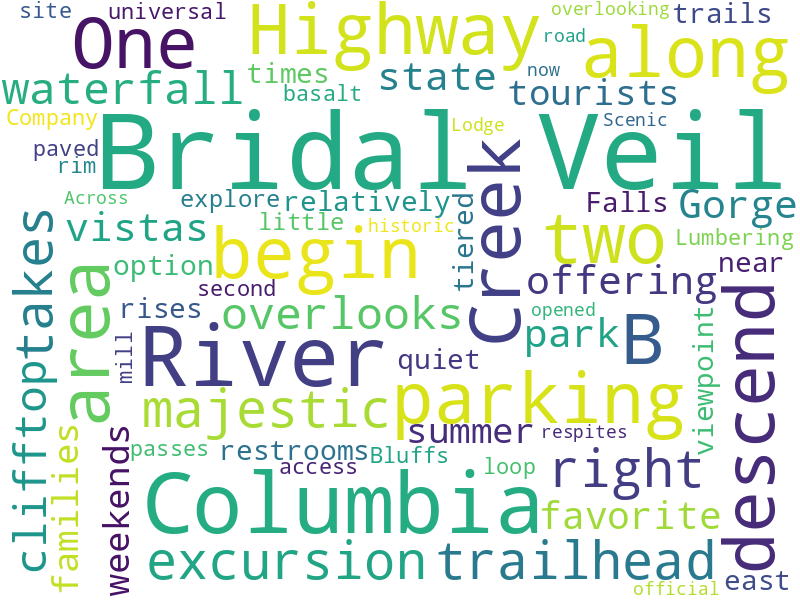 site
universal
One
Highway
overlooking
trails
road
along
waterfall
times
state
now
basalt
tourists
Company
Bridal
Veil
Lodge
Scenic
paved
rim
Creek
Across
explore
relatively
tiered
Falls
Gorge
vistas
little
historic
begin
two
Lumbering
option
area
clifftoptakes
second
offering
near
rises
overlooks
opened
park
B
descend
mill
River
quiet
viewpoint
majestic
parking
families
weekends
passes
restrooms
summer
respites
Bluffs
access
loop
right
Columbia
favorite
excursion
trailhead
official
east